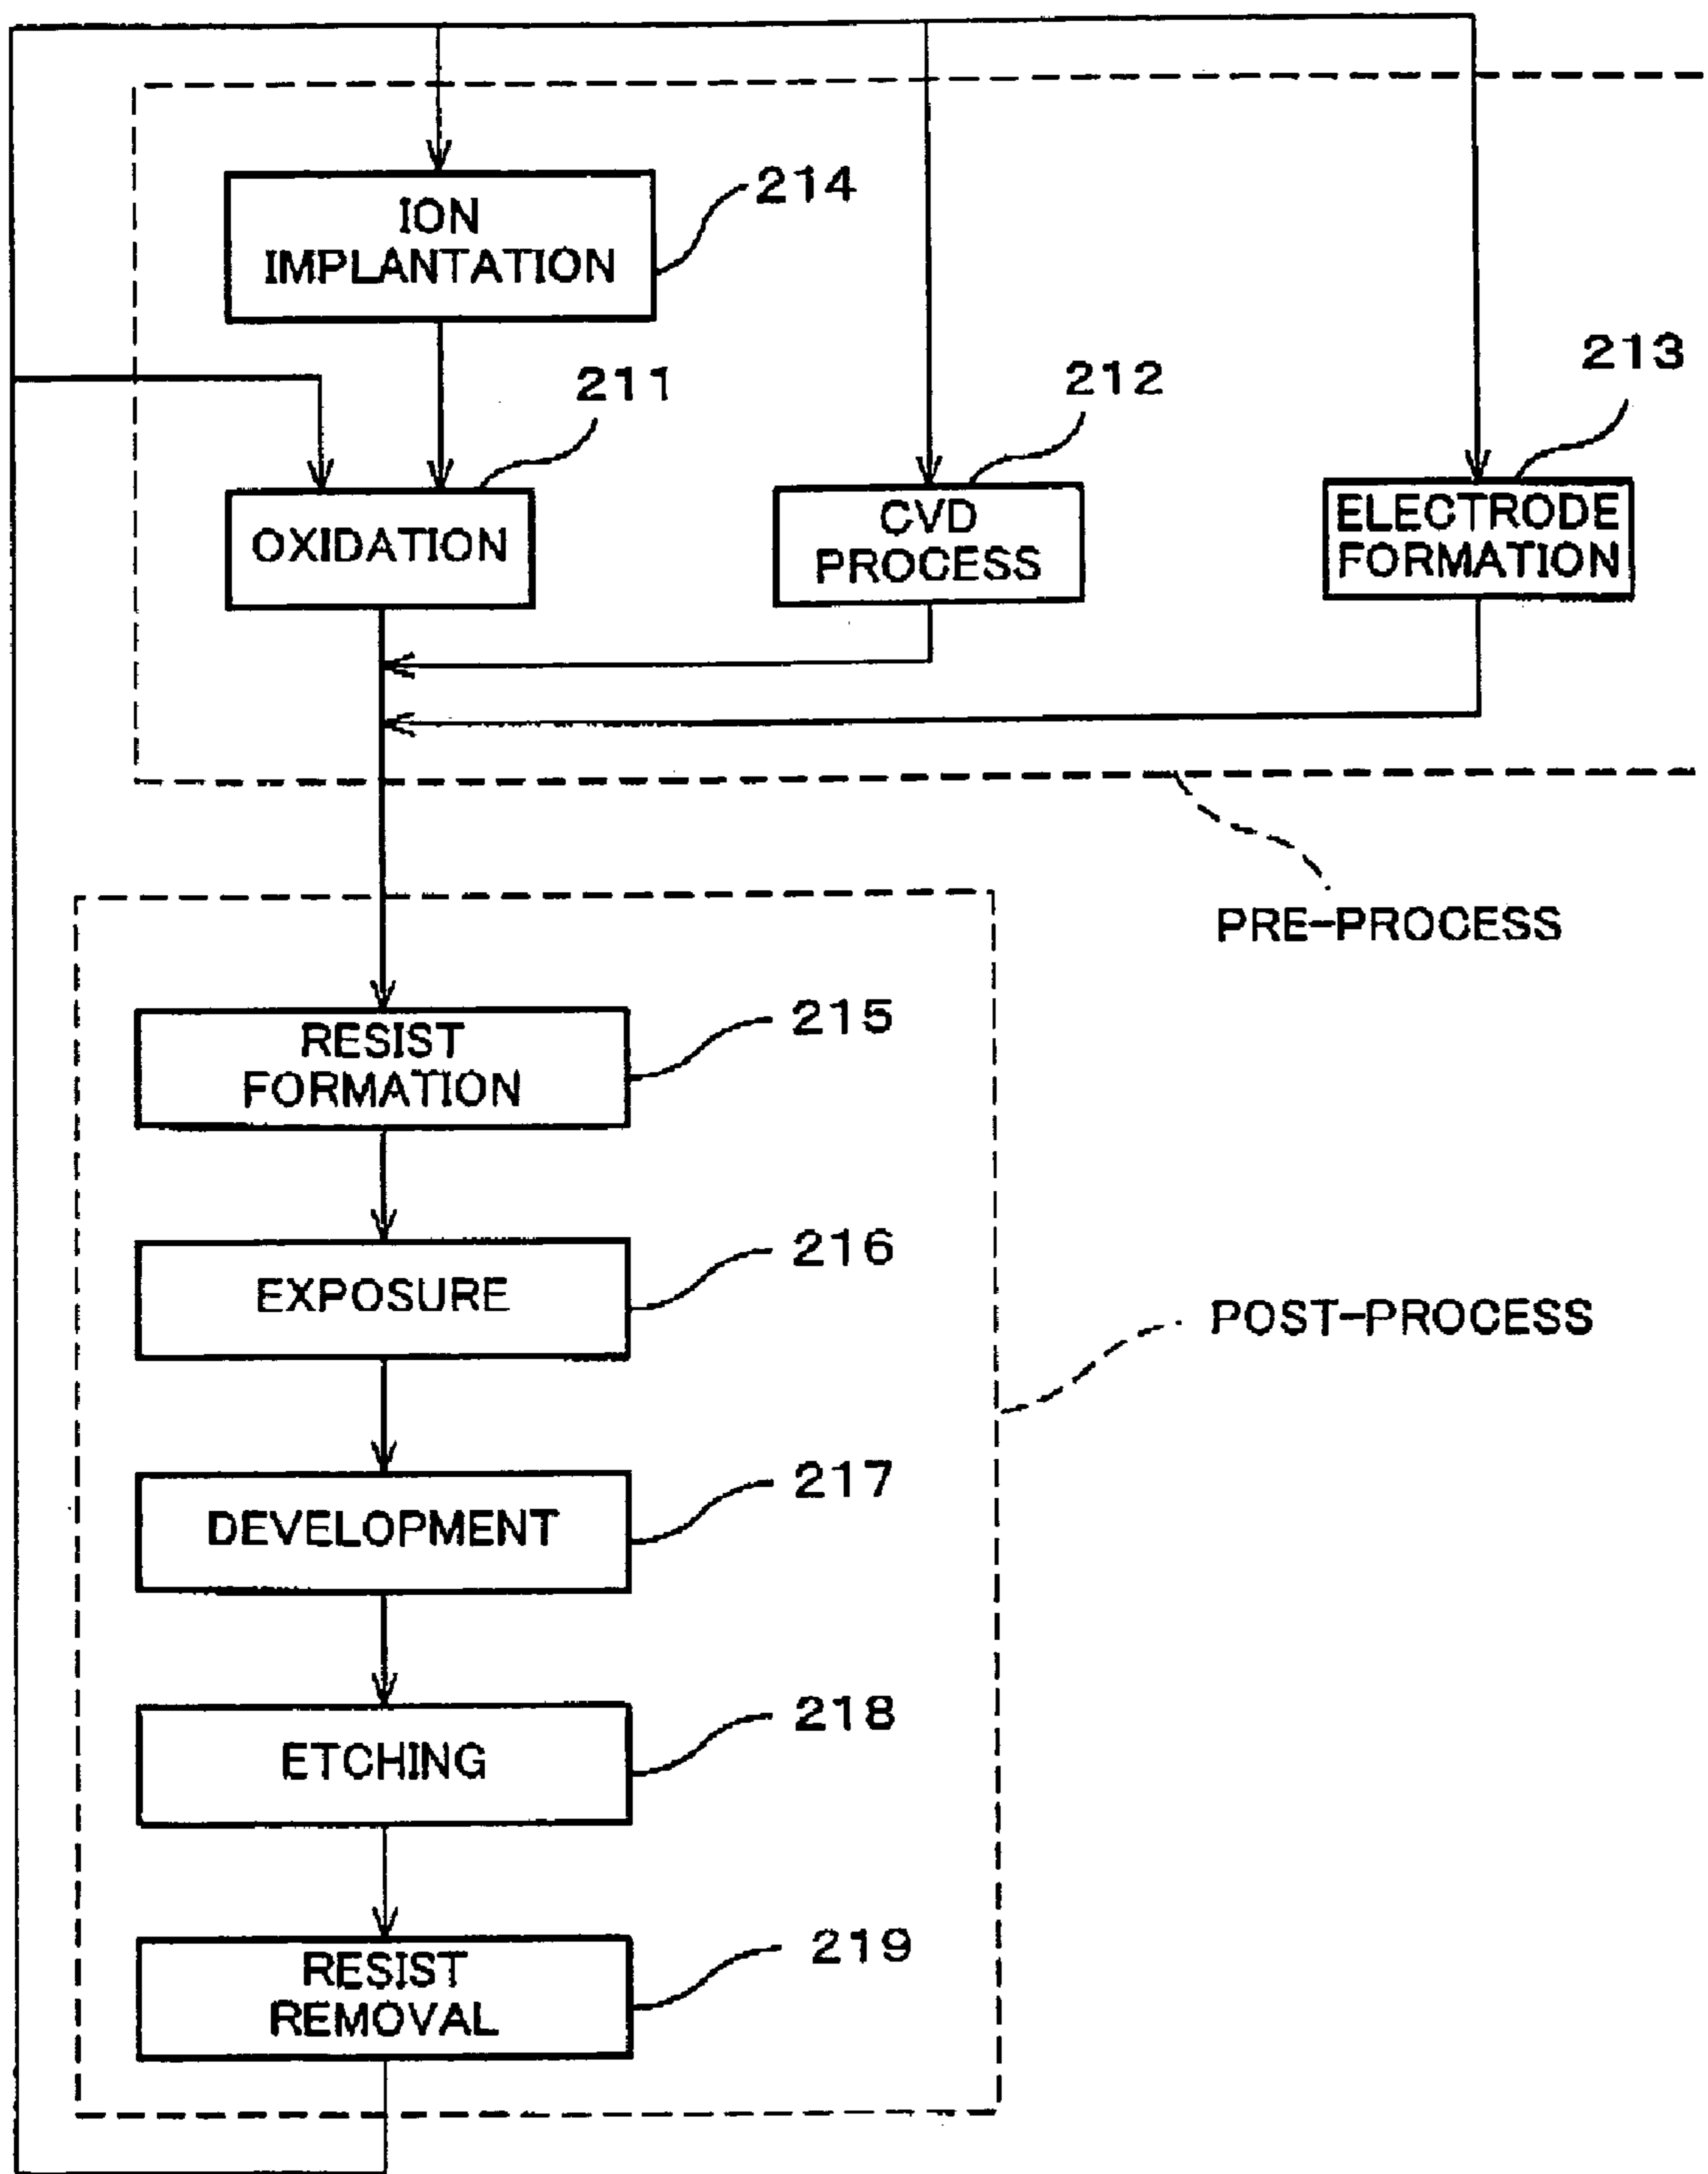 ION
IMPLANTATION
214
211
212
213
OXIDATION
CVD
PROCESS
ELECTRODE
FORMATION
PRE-PROCESS
RESIST
FORMATION
215
EXPOSURE
216
POST-PROCESS
DEVELOPMENT
217
ETCHING
218
RESIST
REMOVAL
219